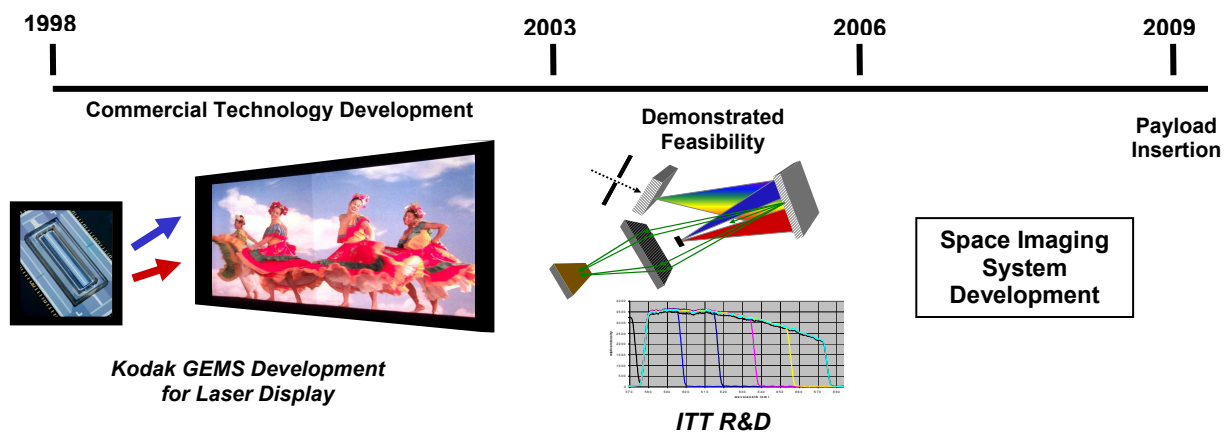 1998
2003
2006
2009
Commercial Technology Development
Demonstrated
Feasibility
Payload
Insertion
Space Imaging
System
Development
Kodak GEMS Development
for Laser Display
ITT R&D